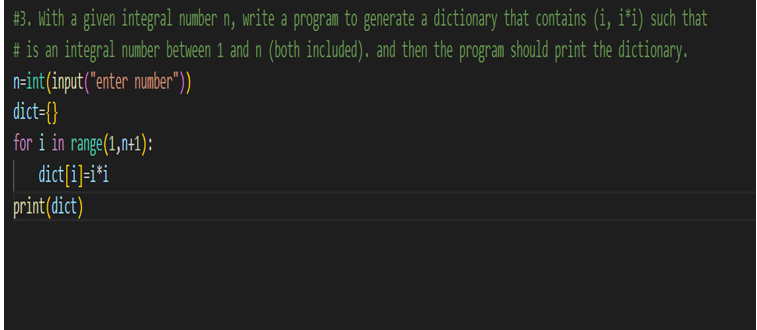 #3. With a given integral number n, write a program to generate a dictionary that contains (i, i*i) such that
# is an integral number between 1 and n (both included). and then the program should print the dictionary.
n=int(input("enter number"))
dict={}
for i in range(1,n+1):
    dict[i]=i*i
print(dict)